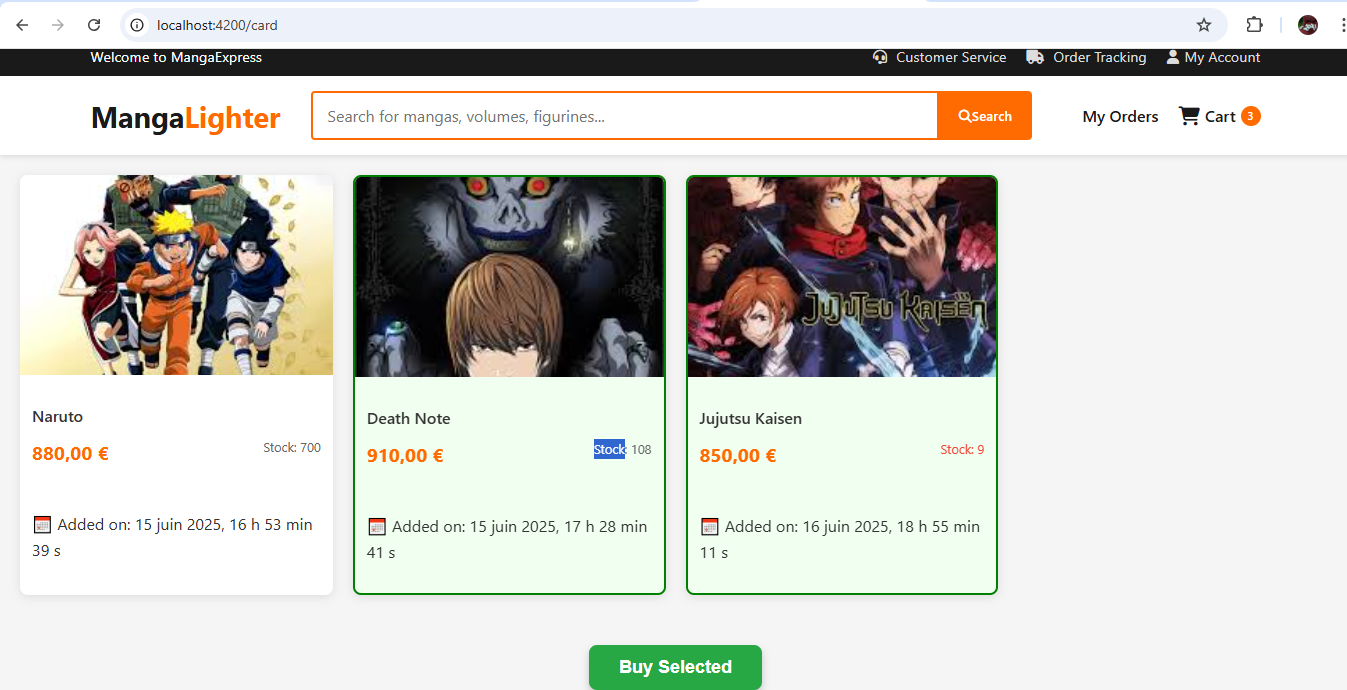 localhost:4200/card
Welcome to MangaExpress
Customer Service
Order Tracking
My Account
MangaLighter
Search for mangas, volumes, figurines...
Search
My Orders
Cart 3
JUJUTSU KAISEN
Naruto
880,00 €
Stock: 700
Added on: 15 juin 2025, 16 h 53 min
39 s
Death Note
910,00 €
Stock: 108
Added on: 15 juin 2025, 17 h 28 min
41 s
Jujutsu Kaisen
850,00 €
Stock: 9
Added on: 16 juin 2025, 18 h 55 min
11 s
Buy Selected